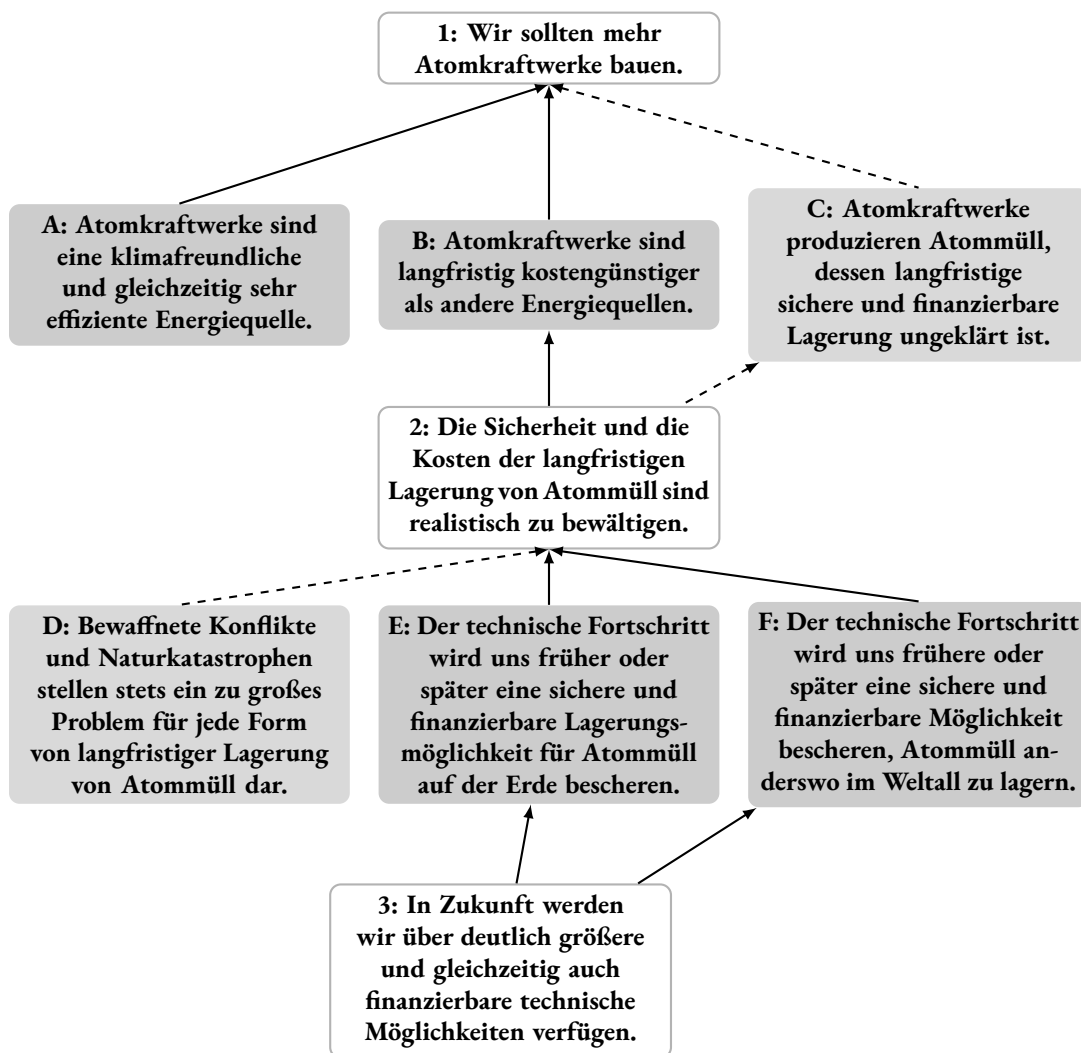 1: Wir sollten mehr
Atomkraftwerke bauen.
A: Atomkraftwerke sind
eine klimafreundliche
und gleichzeitig sehr
effiziente Energiequelle.
B: Atomkraftwerke sind
langfristig kostengünstiger
als andere Energiequellen.
C: Atomkraftwerke
produzieren Atommüll,
dessen langfristige
sichere und finanzierbare
Lagerung ungeklärt ist.
2: Die Sicherheit und die
Kosten der langfristigen
Lagerung von Atommüll sind
realistisch zu bewältigen.
D: Bewaffnete Konflikte
und Naturkatastrophen
stellen stets ein zu großes
Problem für jede Form
von langfristiger Lagerung
von Atommüll dar.
E: Der technische Fortschritt
wird uns früher oder
später eine sichere und
finanzierbare Lagerungs-
möglichkeit für Atommüll
auf der Erde bescheren.
F: Der technische Fortschritt
wird uns frühere oder
später eine sichere und
finanzierbare Möglichkeit
bescheren, Atommüll an-
derswo im Weltall zu lagern.
3: In Zukunft werden
wir über deutlich größere
und gleichzeitig auch
finanzierbare technische
Möglichkeiten verfügen.